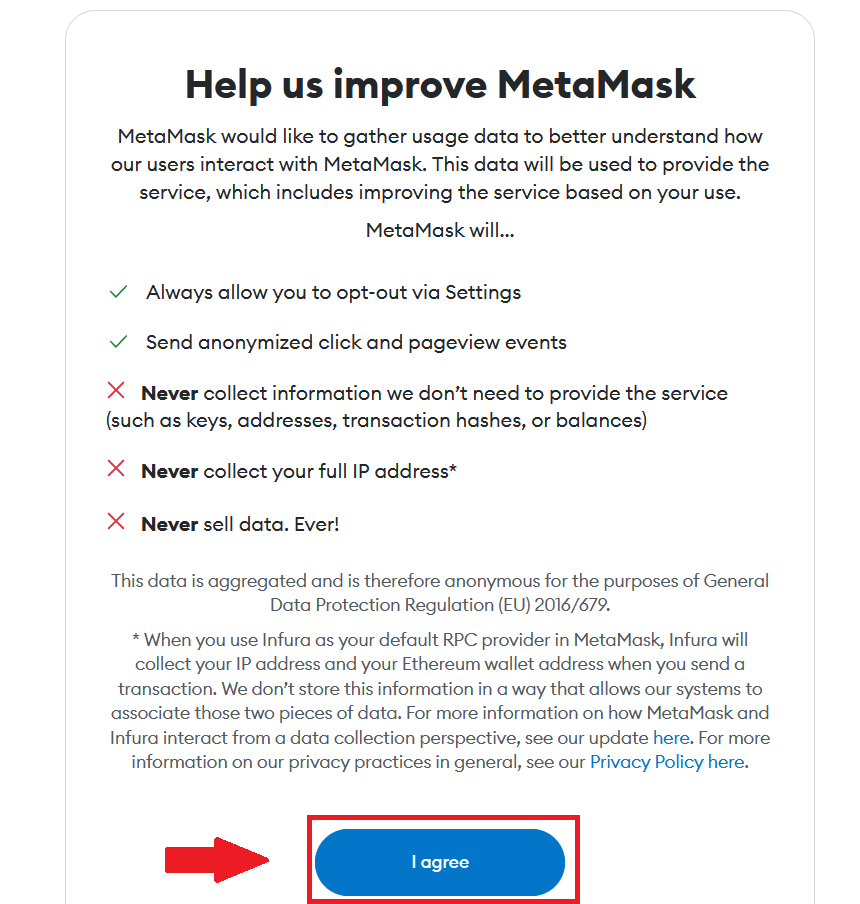 Help us improve MetaMask
MetaMask would like to gather usage data to better understand how
our users interact with MetaMask. This data will be used to provide the
service, which includes improving the service based on your use.
MetaMask will...
Always allow you to opt-out via Settings
Send anonymized click and pageview events
Never collect information we don’t need to provide the service
(such as keys, addresses, transaction hashes, or balances)
Never collect your full IP address*
Never sell data. Ever!
This data is aggregated and is therefore anonymous for the purposes of General
Data Protection Regulation (EU) 2016/679.
* When you use Infura as your default RPC provider in MetaMask, Infura will
collect your IP address and your Ethereum wallet address when you send a
transaction. We don’t store this information in a way that allows our systems to
associate those two pieces of data. For more information on how MetaMask and
Infura interact from a data collection perspective, see our update here. For more
information on our privacy practices in general, see our Privacy Policy here.
I agree